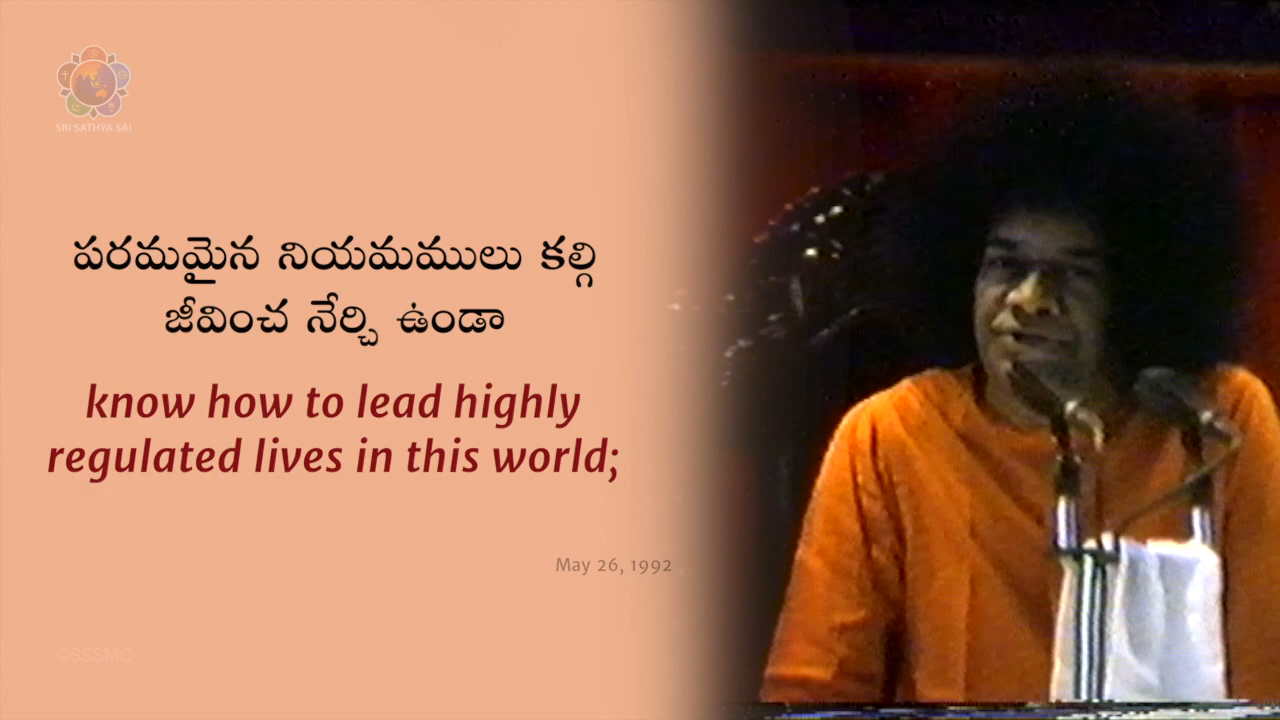 SRI SATHYA SAI
పరమమైన నియమములు కల్గి
జీవించ నేర్చి ఉండా
know how to lead highly
regulated lives in this world;
May 26, 1992
©SSSMC